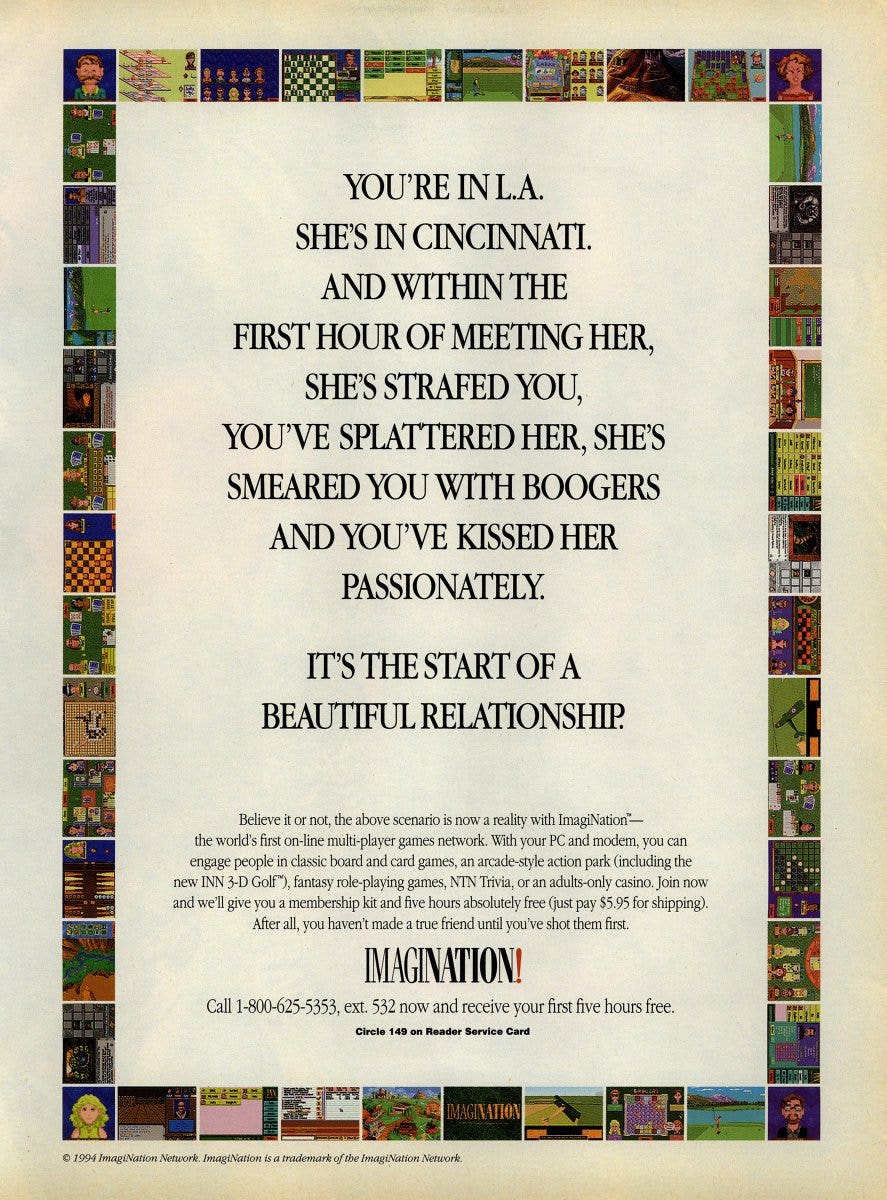 YOU'RE IN L.A.
SHE'S IN CINCINNATI.
AND WITHIN THE
FIRST HOUR OF MEETING HER,
SHE'S STRAFED YOU,
YOU'VE SPLATTERED HER, SHE'S
SMEARED YOU WITH BOOGERS
AND YOU'VE KISSED HER
PASSIONATELY.
IT'S THE START OF A
BEAUTIFUL RELATIONSHIP.
Believe it or not, the above scenario is now a reality with ImagiNation™—
the world's first on-line multi-player games network. With your PC and modem, you can
engage people in classic board and card games, an arcade-style action park (including the
new INN 3-D Golf™), fantasy role-playing games, NTN Trivia, or an adults-only casino. Join now
and we'll give you a membership kit and five hours absolutely free (just pay $5.95 for shipping).
After all, you haven't made a true friend until you've shot them first.
IMAGINATION!
Call 1-800-625-5353, ext. 532 now and receive your first five hours free.
Circle 149 on Reader Service Card
IMAGINATION
© 1994 ImagiNation Network. ImagiNation is a trademark of the ImagiNation Network.